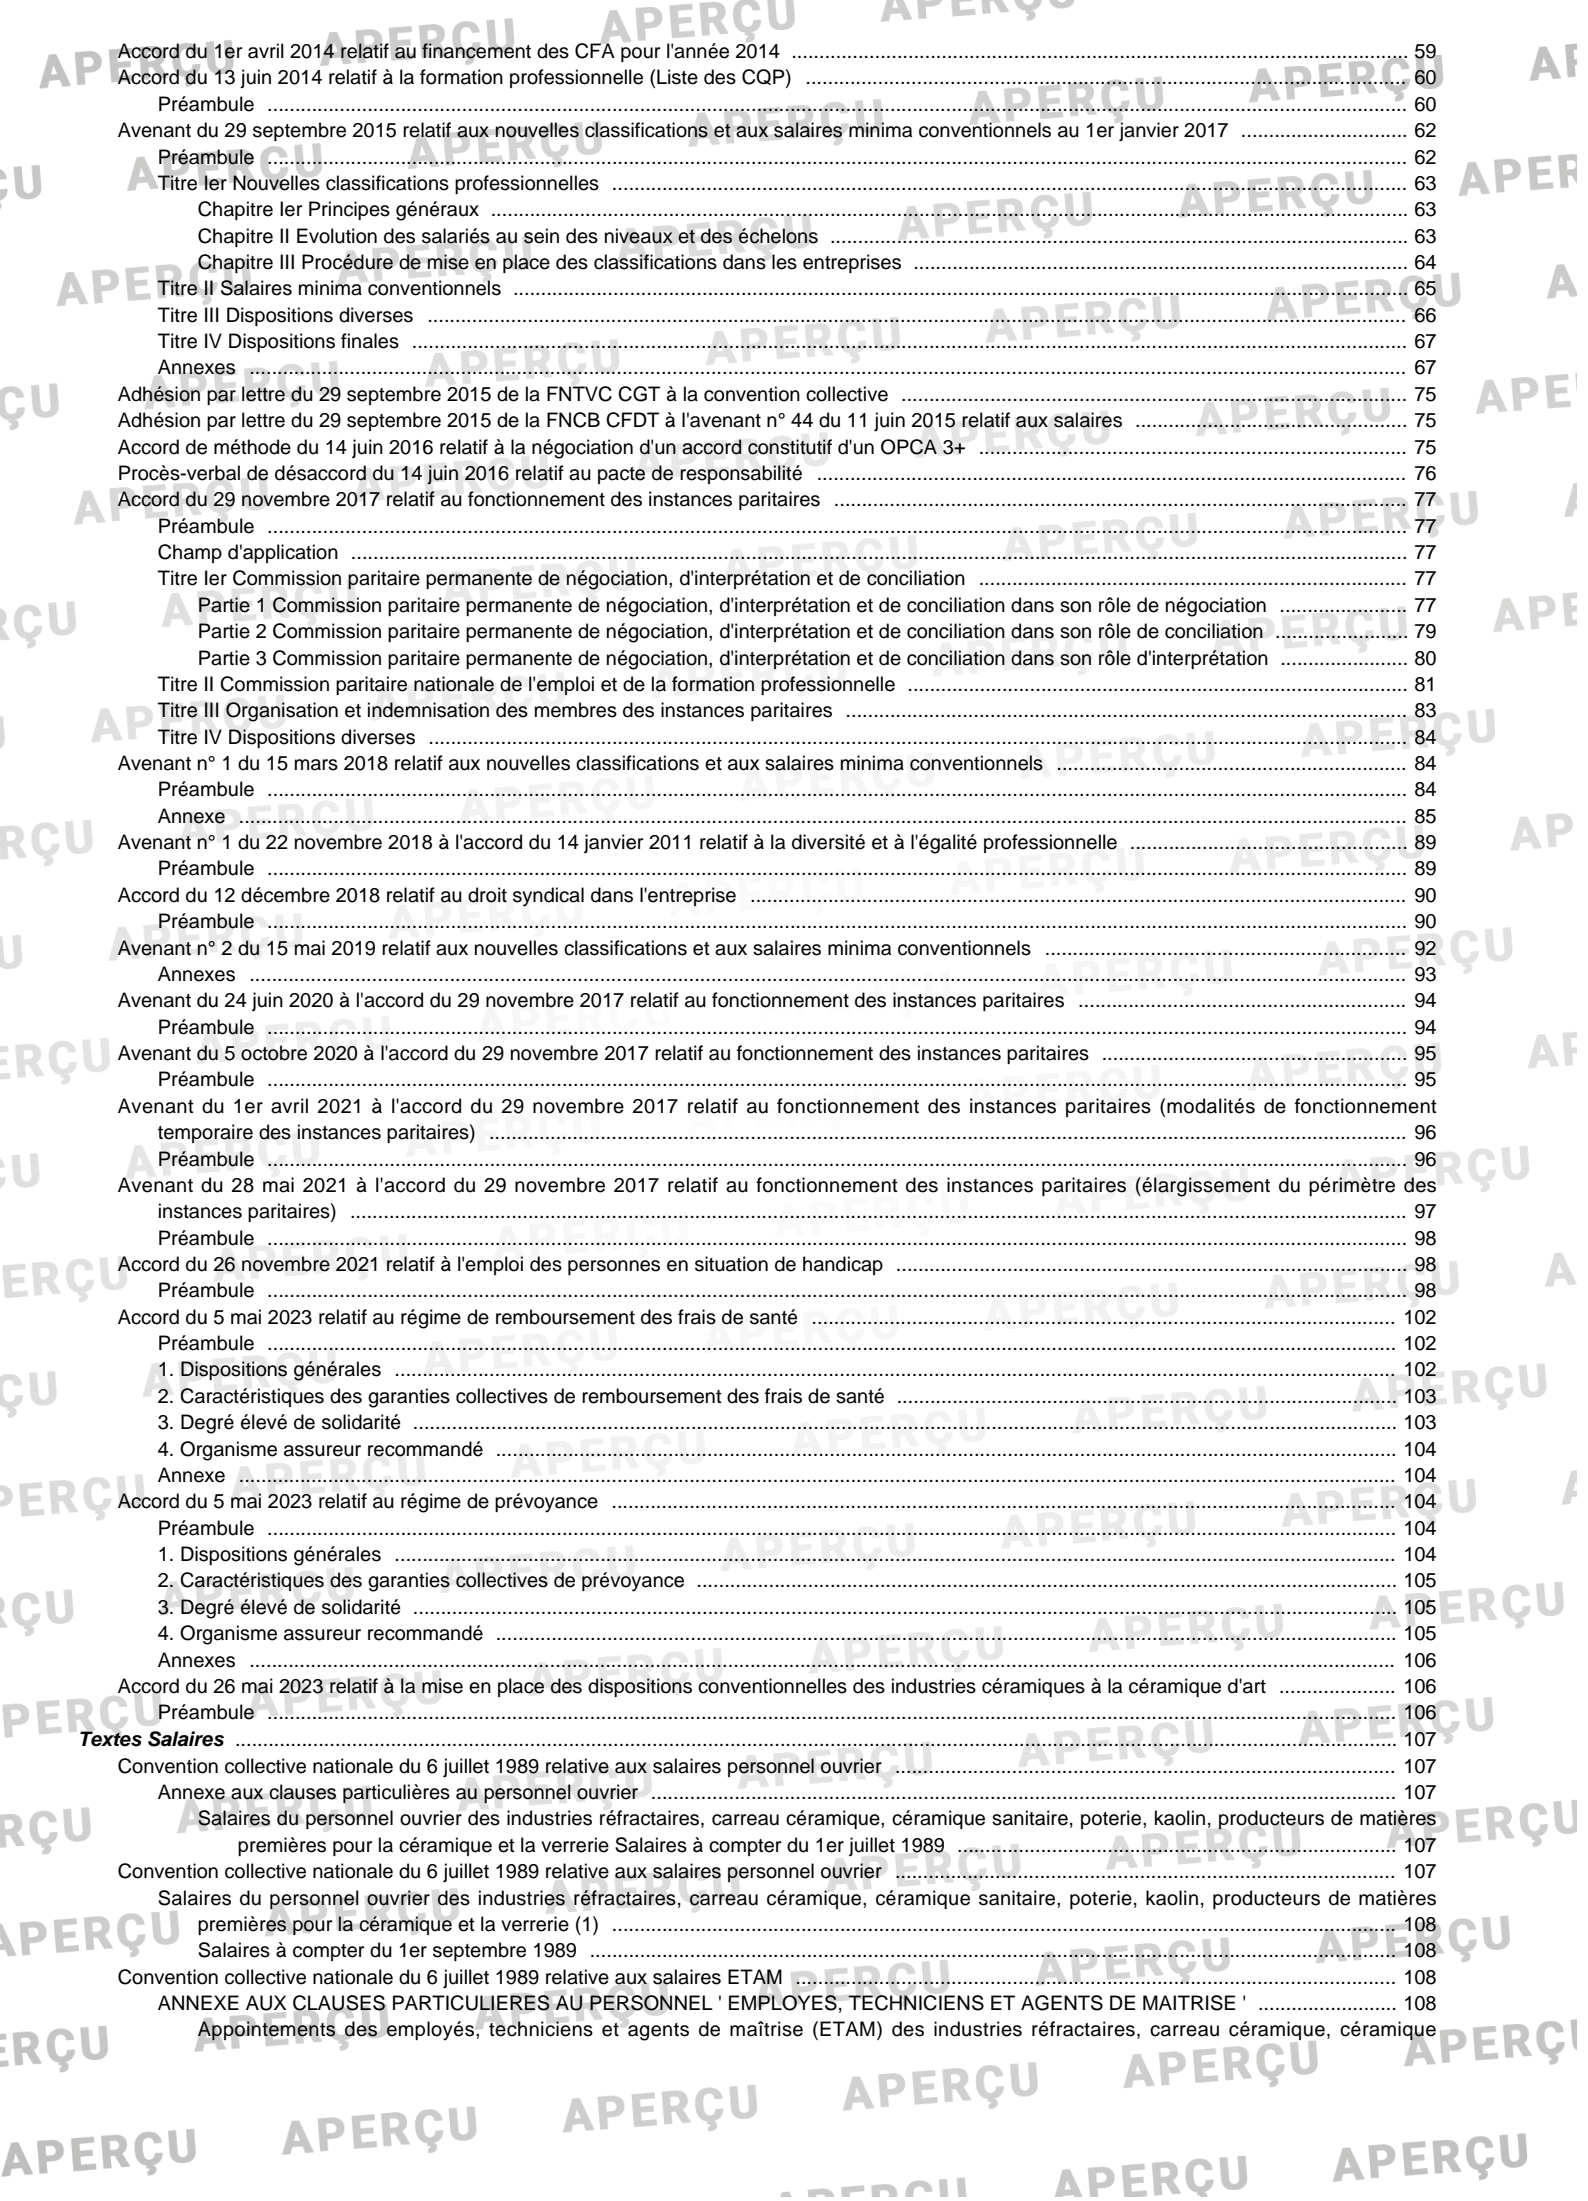 Accord du 1er avril 2014 relatif au financement des CFA pour l'année 2014 59
Accord du 13 juin 2014 relatif à la formation professionnelle (Liste des CQP) 60
Préambule 60
Avenant du 29 septembre 2015 relatif aux nouvelles classifications et aux salaires minima conventionnels au 1er janvier 2017 62
Préambule 62
Titre Ier Nouvelles classifications professionnelles 63
Chapitre Ier Principes généraux 63
Chapitre II Evolution des salariés au sein des niveaux et des échelons 63
Chapitre III Procédure de mise en place des classifications dans les entreprises 64
Titre II Salaires minima conventionnels 65
Titre III Dispositions diverses 66
Titre IV Dispositions finales 67
Annexes 67
Adhésion par lettre du 29 septembre 2015 de la FNTVC CGT à la convention collective 75
Adhésion par lettre du 29 septembre 2015 de la FNCB CFDT à l'avenant n° 44 du 11 juin 2015 relatif aux salaires 75
Accord de méthode du 14 juin 2016 relatif à la négociation d'un accord constitutif d'un OPCA 3+ 75
Procès-verbal de désaccord du 14 juin 2016 relatif au pacte de responsabilité 76
Accord du 29 novembre 2017 relatif au fonctionnement des instances paritaires 77
Préambule 77
Champ d'application 77
Titre Ier Commission paritaire permanente de négociation, d'interprétation et de conciliation 77
Partie 1 Commission paritaire permanente de négociation, d'interprétation et de conciliation dans son rôle de négociation 77
Partie 2 Commission paritaire permanente de négociation, d'interprétation et de conciliation dans son rôle de conciliation 79
Partie 3 Commission paritaire permanente de négociation, d'interprétation et de conciliation dans son rôle d'interprétation 80
Titre II Commission paritaire nationale de l'emploi et de la formation professionnelle 81
Titre III Organisation et indemnisation des membres des instances paritaires 83
Titre IV Dispositions diverses 84
Avenant n° 1 du 15 mars 2018 relatif aux nouvelles classifications et aux salaires minima conventionnels 84
Préambule 84
Annexe 85
Avenant n° 1 du 22 novembre 2018 à l'accord du 14 janvier 2011 relatif à la diversité et à l'égalité professionnelle 89
Préambule 89
Accord du 12 décembre 2018 relatif au droit syndical dans l'entreprise 90
Préambule 90
Avenant n° 2 du 15 mai 2019 relatif aux nouvelles classifications et aux salaires minima conventionnels 92
Annexes 93
Avenant du 24 juin 2020 à l'accord du 29 novembre 2017 relatif au fonctionnement des instances paritaires 94
Préambule 94
Avenant du 5 octobre 2020 à l'accord du 29 novembre 2017 relatif au fonctionnement des instances paritaires 95
Préambule 95
Avenant du 1er avril 2021 à l'accord du 29 novembre 2017 relatif au fonctionnement des instances paritaires (modalités de fonctionnement
temporaire des instances paritaires) 96
Préambule 96
Avenant du 28 mai 2021 à l'accord du 29 novembre 2017 relatif au fonctionnement des instances paritaires (élargissement du périmètre des
instances paritaires) 97
Préambule 98
Accord du 26 novembre 2021 relatif à l'emploi des personnes en situation de handicap 98
Préambule 98
Accord du 5 mai 2023 relatif au régime de remboursement des frais de santé 102
Préambule 102
1. Dispositions générales 102
2. Caractéristiques des garanties collectives de remboursement des frais de santé 103
3. Degré élevé de solidarité 103
4. Organisme assureur recommandé 104
Annexe 104
Accord du 5 mai 2023 relatif au régime de prévoyance 104
Préambule 104
1. Dispositions générales 104
2. Caractéristiques des garanties collectives de prévoyance 105
3. Degré élevé de solidarité 105
4. Organisme assureur recommandé 105
Annexes 106
Accord du 26 mai 2023 relatif à la mise en place des dispositions conventionnelles des industries céramiques à la céramique d'art 106
Préambule 106
Textes Salaires 107
Convention collective nationale du 6 juillet 1989 relative aux salaires personnel ouvrier 107
Annexe aux clauses particulières au personnel ouvrier 107
Salaires du personnel ouvrier des industries réfractaires, carreau céramique, céramique sanitaire, poterie, kaolin, producteurs de matières
premières pour la céramique et la verrerie Salaires à compter du 1er juillet 1989 107
Convention collective nationale du 6 juillet 1989 relative aux salaires personnel ouvrier 107
Salaires du personnel ouvrier des industries réfractaires, carreau céramique, céramique sanitaire, poterie, kaolin, producteurs de matières
premières pour la céramique et la verrerie (1) 108
Salaires à compter du 1er septembre 1989 108
Convention collective nationale du 6 juillet 1989 relative aux salaires ETAM 108
ANNEXE AUX CLAUSES PARTICULIERES AU PERSONNEL ' EMPLOYES, TECHNICIENS ET AGENTS DE MAITRISE ' 108
Appointements des employés, techniciens et agents de maîtrise (ETAM) des industries réfractaires, carreau céramique, céramique
APERÇU